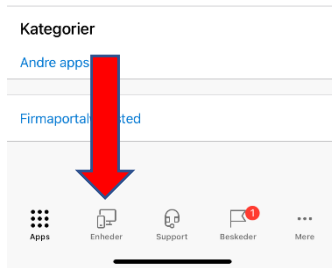 Kategorier
Andre apps
Firmaportal
Apps Enheder Support Beskeder Mere
1